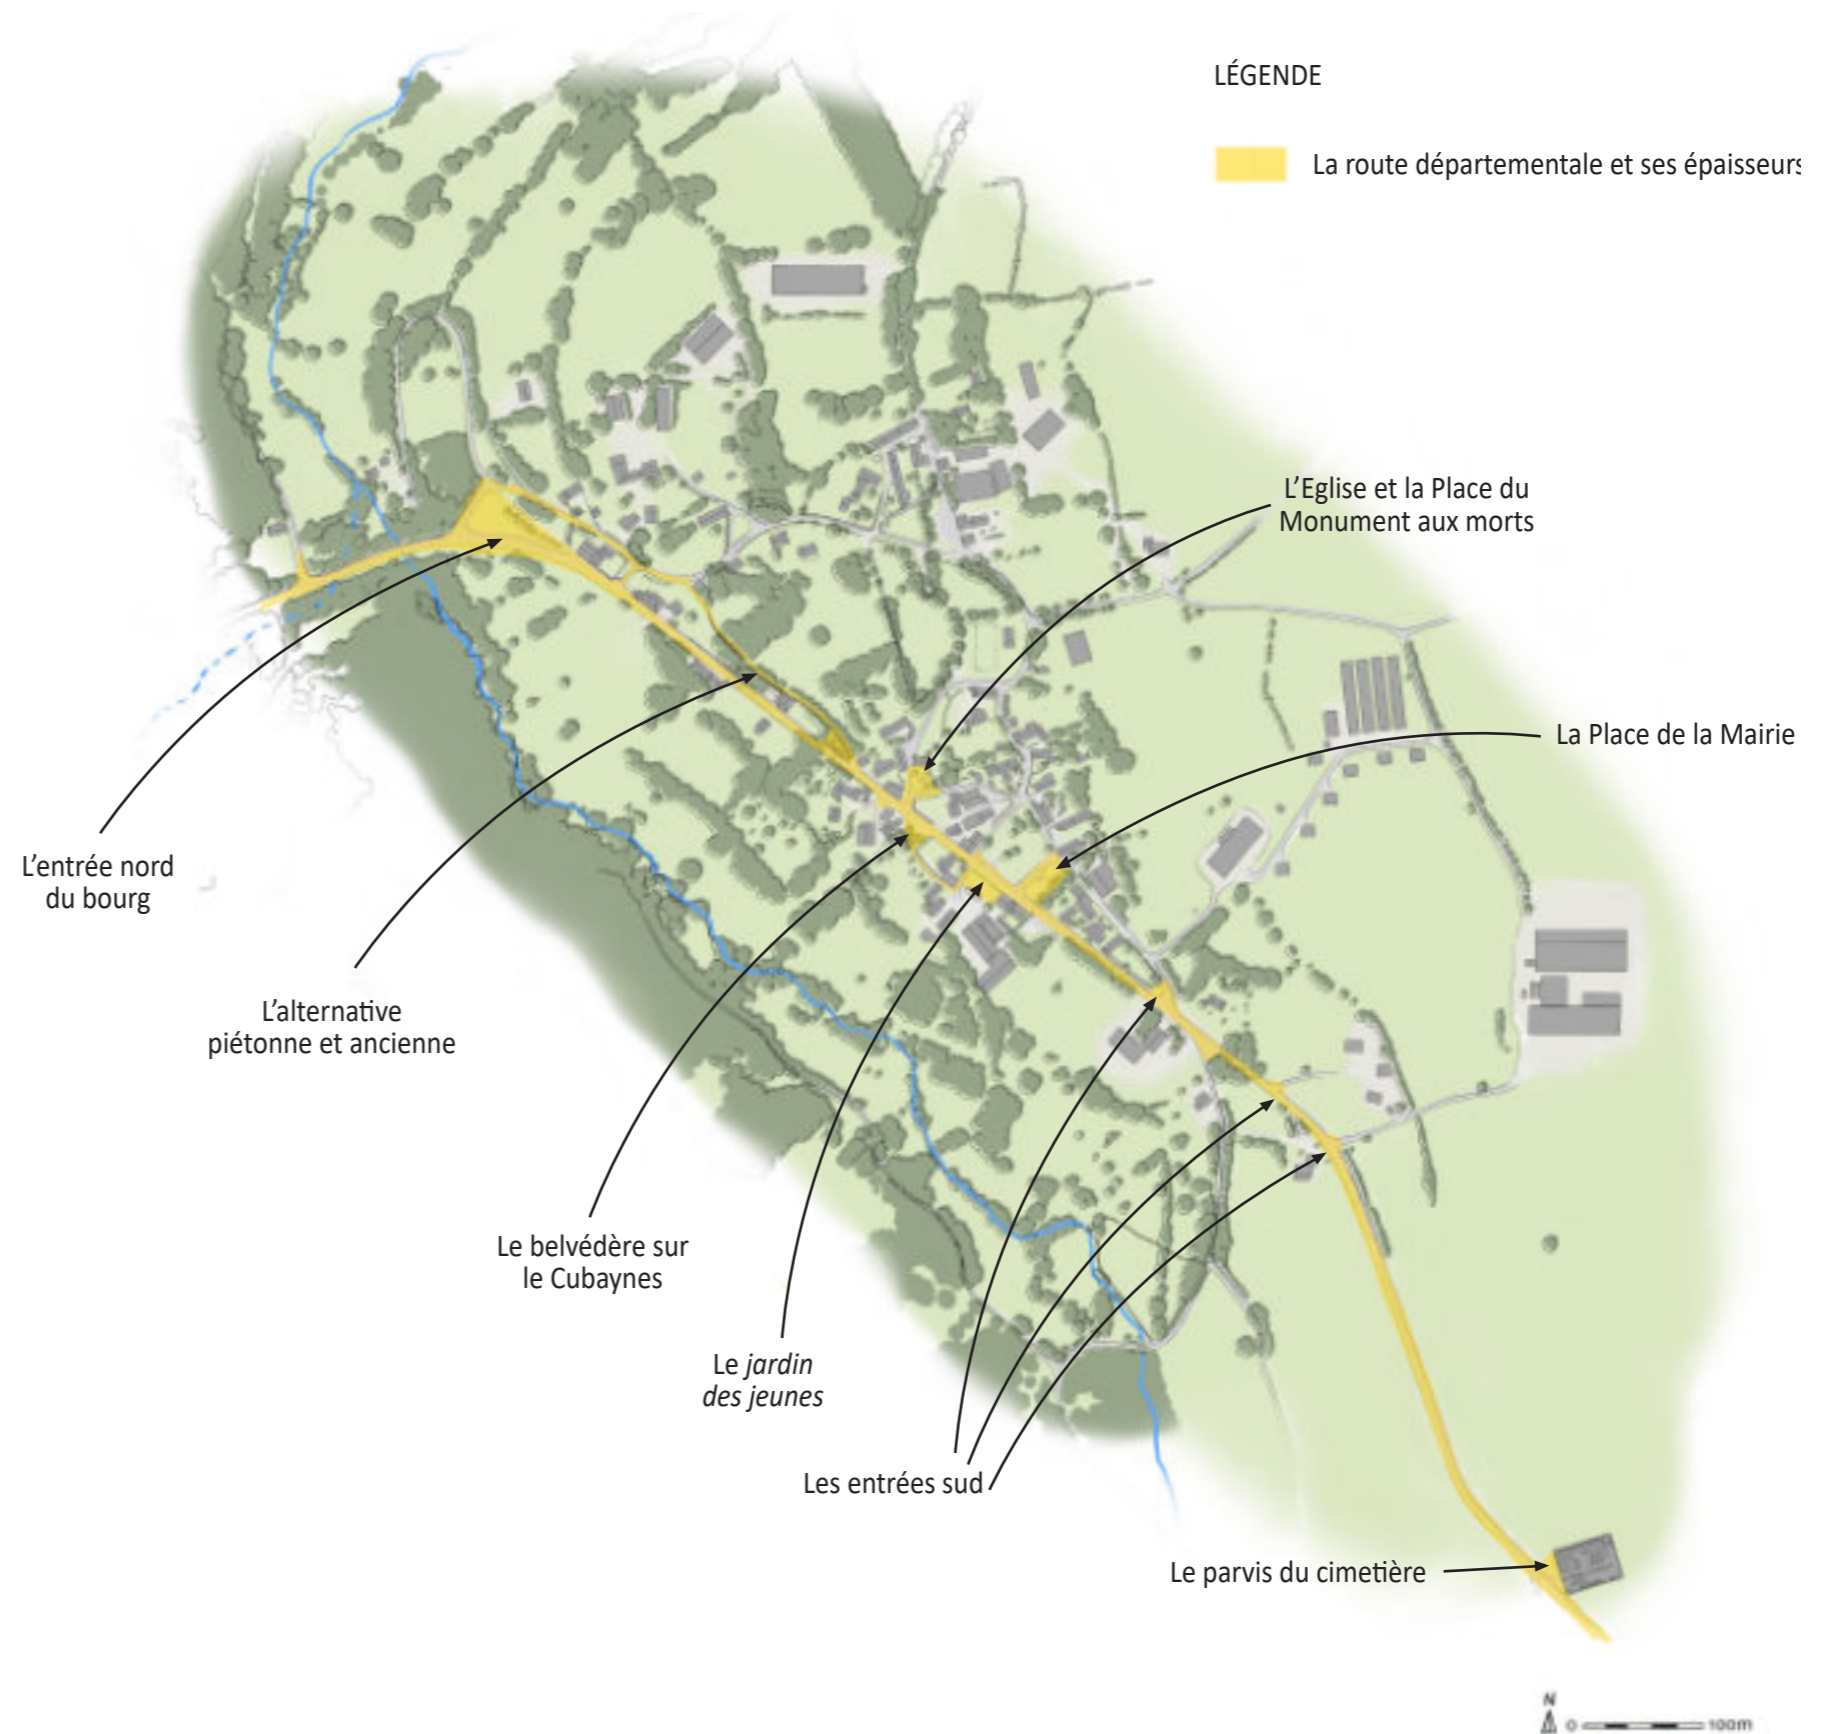 LÉGENDE
La route départementale et ses épaisseurs
L'Eglise et la Place du
Monument aux morts
La Place de la Mairie
L'entrée nord
du bourg
L'alternative
piétonne et ancienne
Le belvédère sur
le Cubaynes
Le jardin
des jeunes
Les entrées sud
Le parvis du cimetière
N
0 100m